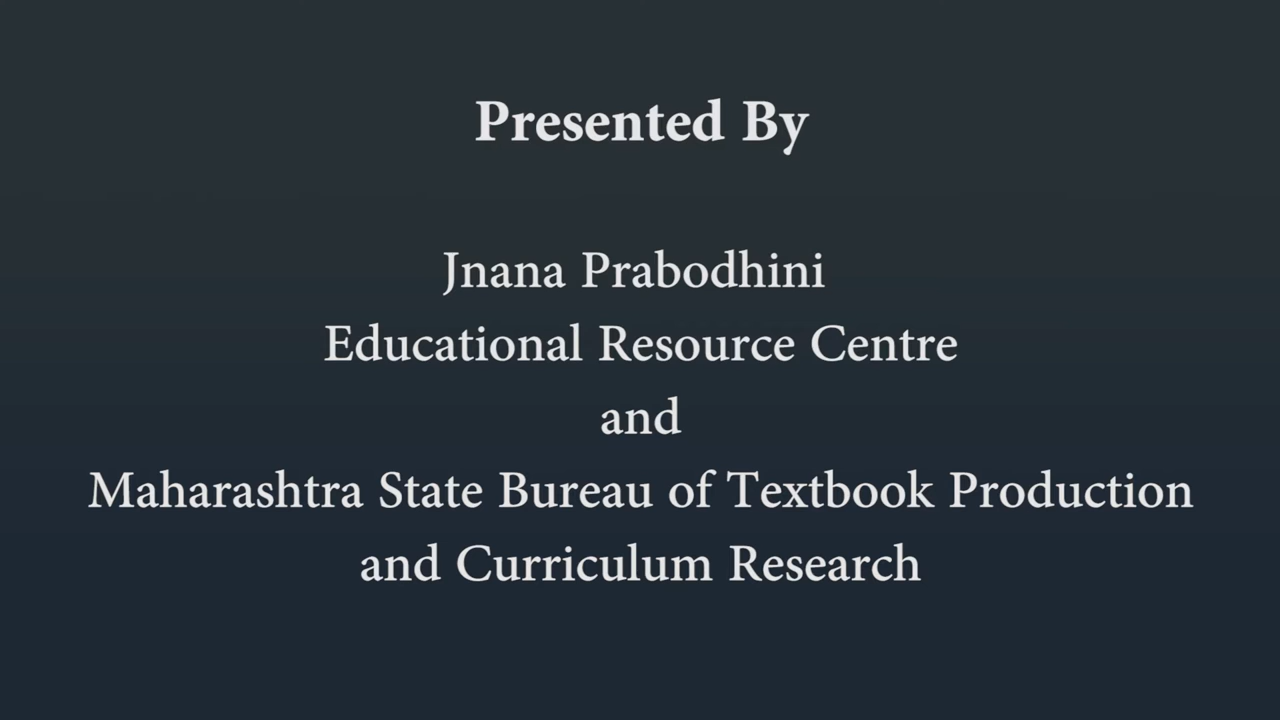 Presented By
Jnana Prabodhini
Educational Resource Centre
and
Maharashtra State Bureau of Textbook Production
and Curriculum Research